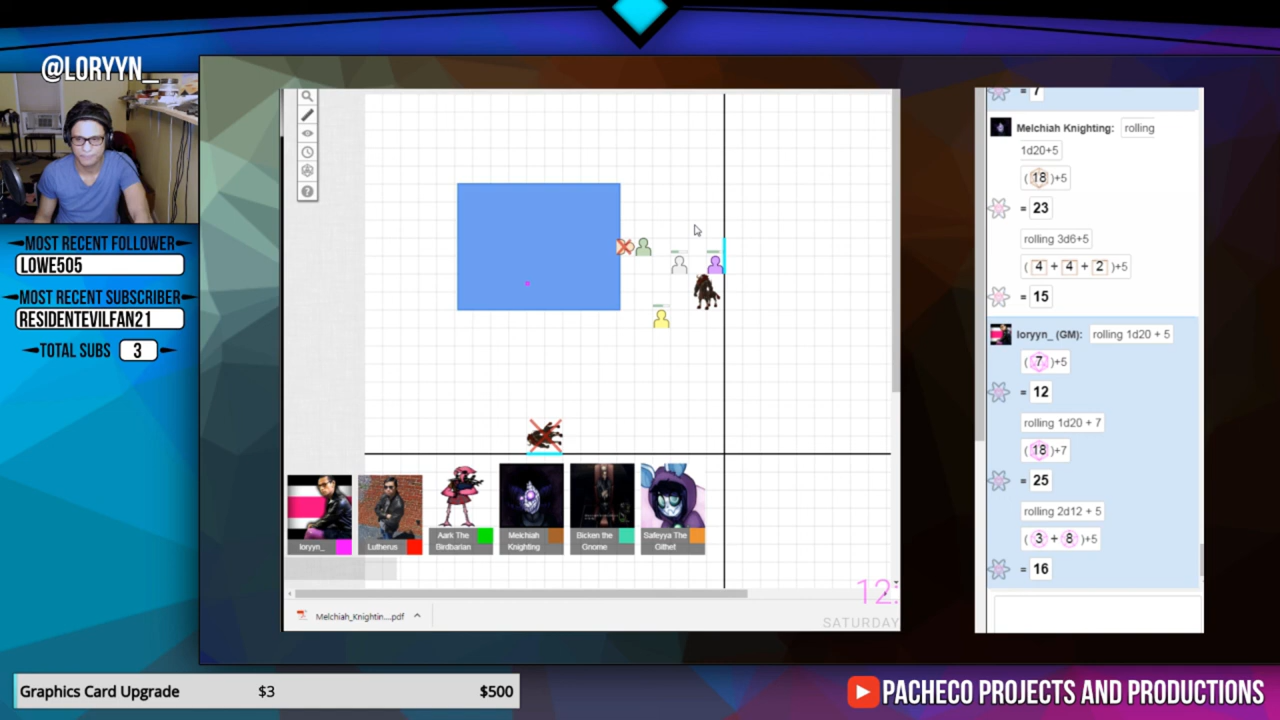 @LORYYN_
MOST RECENT FOLLOWER
LOWE505
MOST RECENT SUBSCRIBER
RESIDENTEVILFAN21
TOTAL SUBS 3
= 7
Melchiah Knighting: rolling
1d20+5
(18)+5
= 23
rolling 3d6+5
(4+4+2)+5
= 15
loryyn_ (GM): rolling 1d20 + 5
(7)+5
= 12
rolling 1d20 + 7
(18)+7
= 25
rolling 2d12 + 5
(3+8)+5
= 16
loryyn_
Lutherus
Aark The
Birdbarian
Melchiah
Knighting
Bicken the
Gnome
Safeyya The
Githet
12:
SATURDAY
Melchiah_Knightin....pdf
Graphics Card Upgrade $3 $500
PACHECO PROJECTS AND PRODUCTIONS